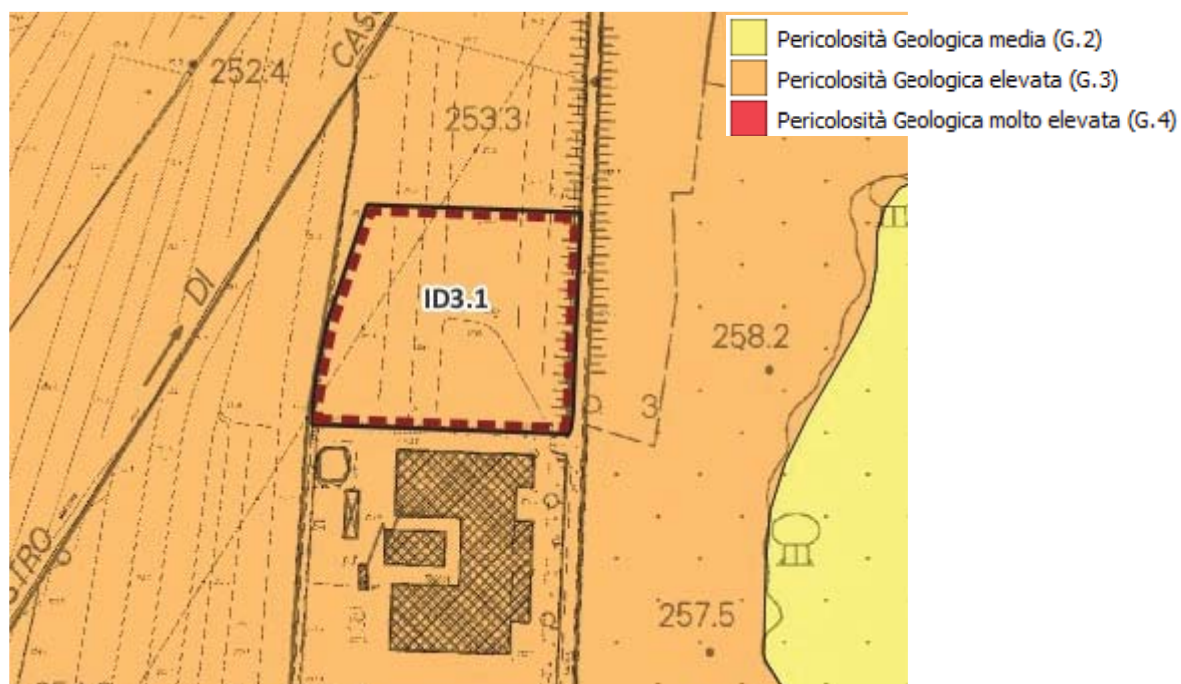 Pericolosità Geologica media (G.2)
Pericolosità Geologica elevata (G.3)
Pericolosità Geologica molto elevata (G.4)
252.4
253.3
DI
ID3.1
258.2
3
257.5